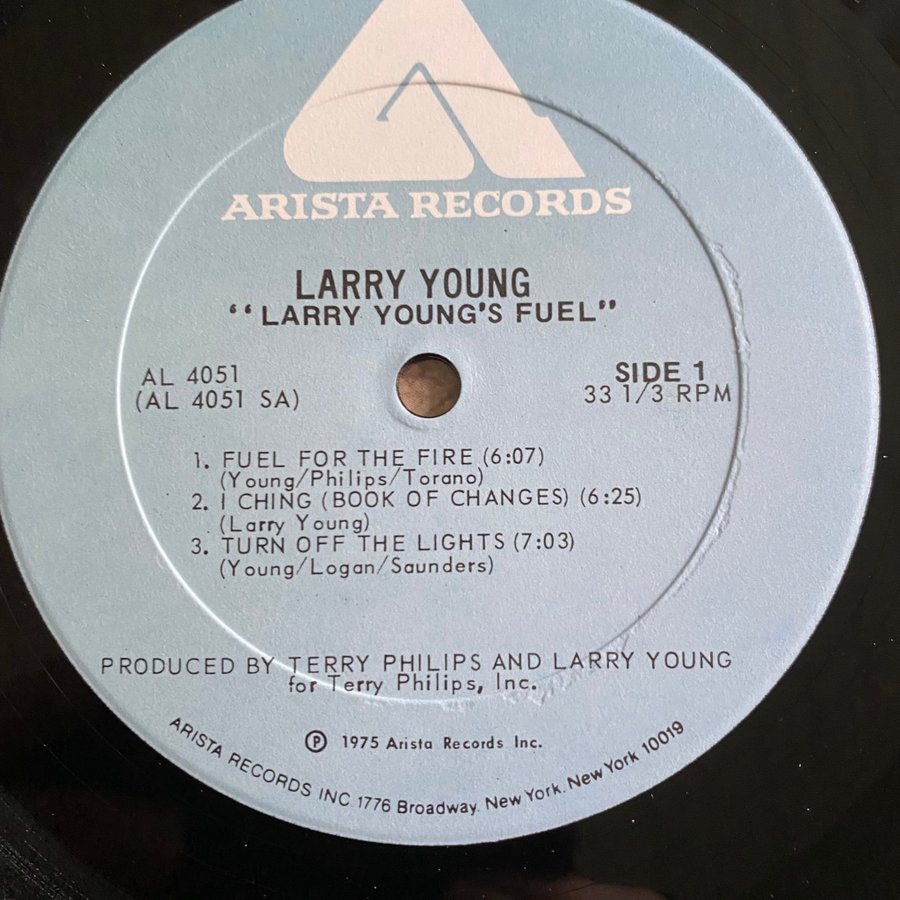 ARISTA RECORDS
LARRY YOUNG
“LARRY YOUNG'S FUEL”
AL 4051
(AL 4051 SA)
SIDE 1
33 1/3 RPM
1. FUEL FOR THE FIRE (6:07)
(Young/Philips/Torano)
2. I CHING (BOOK OF CHANGES) (6:25)
(Larry Young)
3. TURN OFF THE LIGHTS (7:03)
(Young/Logan/Saunders)
PRODUCED BY TERRY PHILIPS AND LARRY YOUNG
for Terry Philips, Inc.
Ⓟ 1975 Arista Records Inc.
ARISTA RECORDS INC. 1776 Broadway. New York. New York 10019